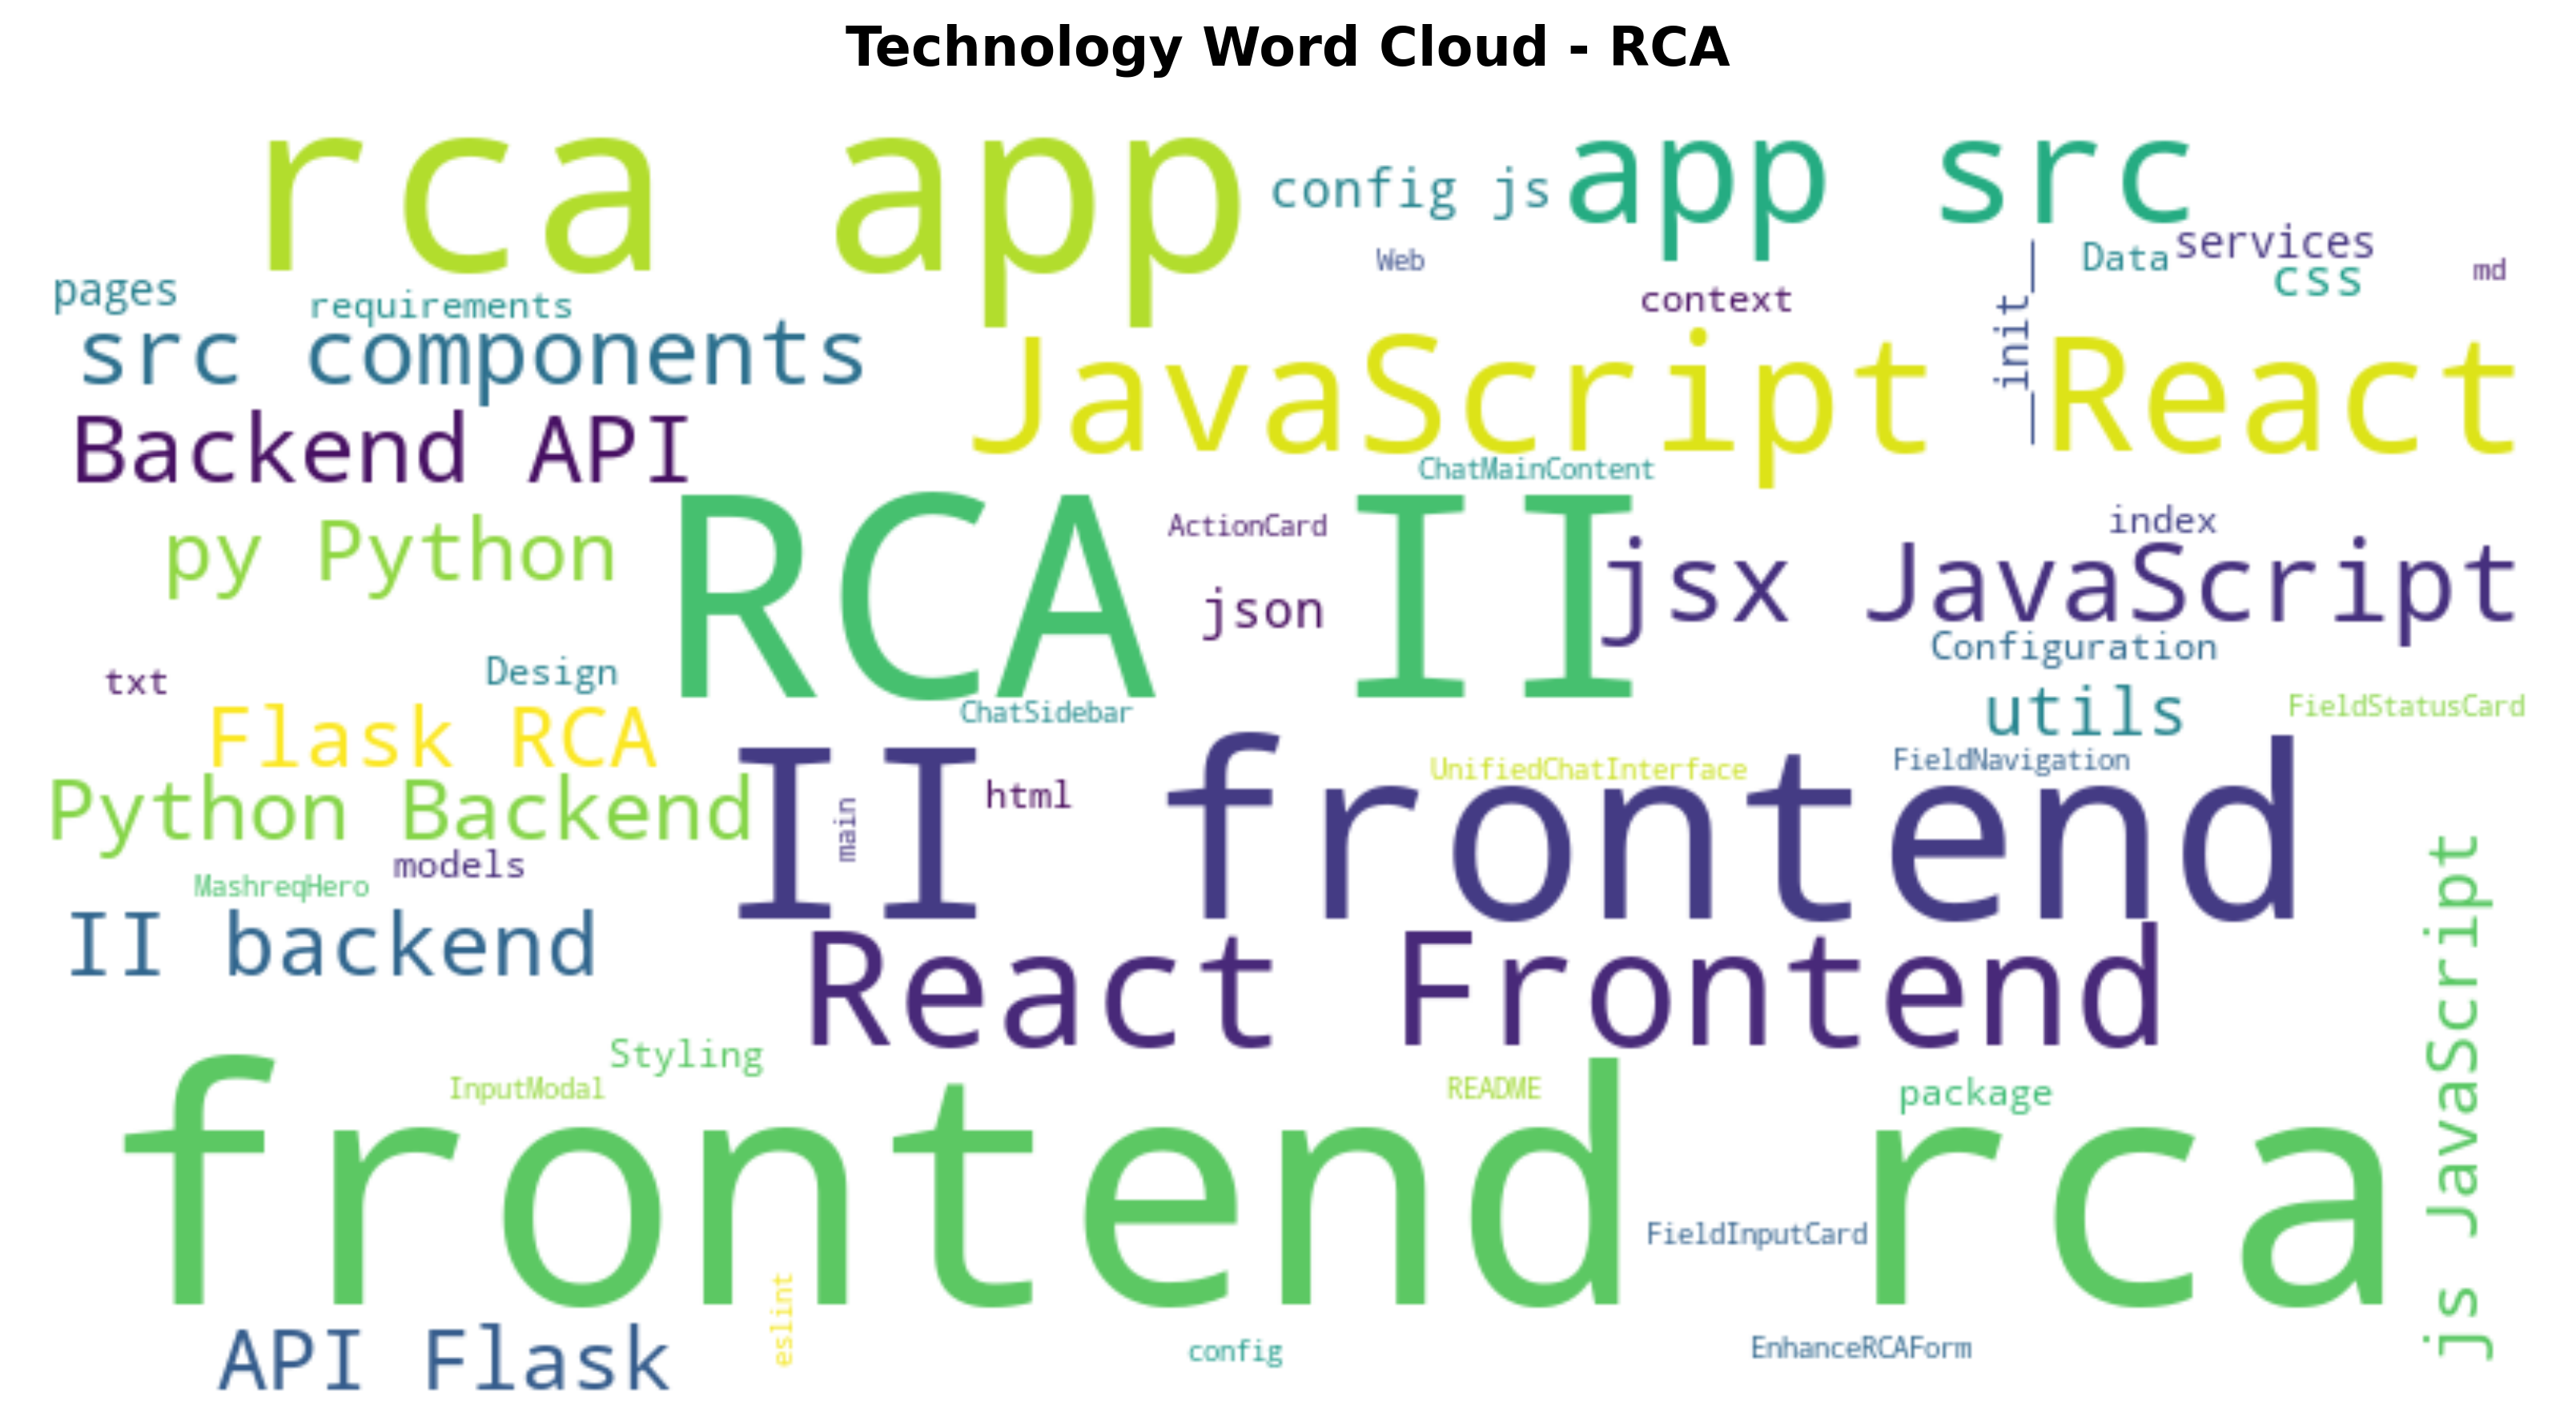 Technology Word Cloud - RCA
rca app
config js
app src
Web
services
Data
css
md
pages
requirements
context
__init__
src components
JavaScript
React
Backend API
ChatMainContent
RCA II
ActionCard
index
py Python
json
jsx JavaScript
Configuration
txt
Design
utils
ChatSidebar
FieldStatusCard
Flask RCA
II frontend
UnifiedChatInterface
FieldNavigation
Python Backend
html
main
models
MashreqHero
II backend
React Frontend
js JavaScript
Styling
InputModal
README
package
frontend rca
FieldInputCard
eslint
API Flask
config
EnhanceRCAForm